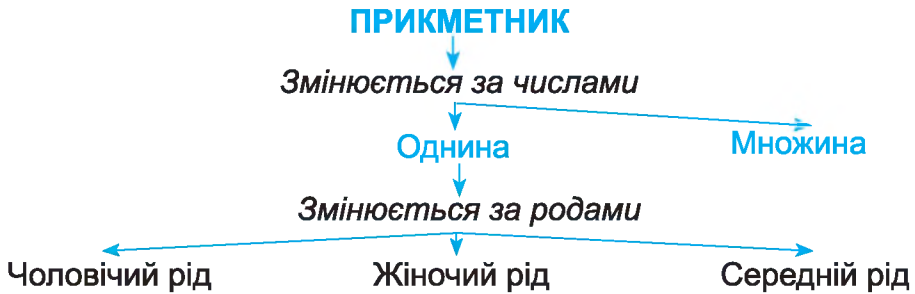 ПРИКМЕТНИК
Змінюється за числами
Однина
Множина
Змінюється за родами
Чоловічий рід
Жіночий рід
Середній рід